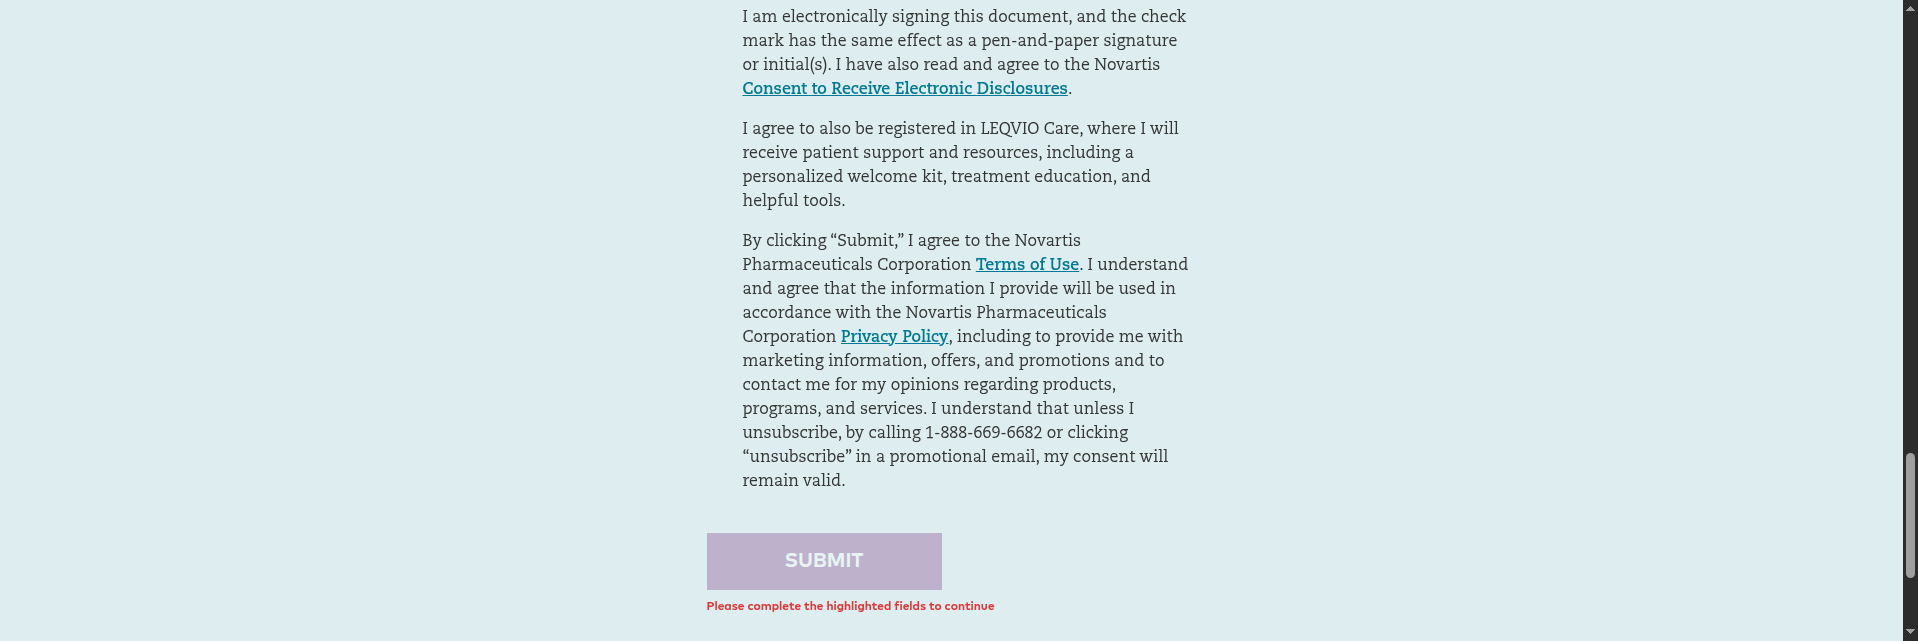 I am electronically signing this document, and the check
mark has the same effect as a pen-and-paper signature
or initial(s). I have also read and agree to the Novartis
Consent to Receive Electronic Disclosures.
I agree to also be registered in LEQVIO Care, where I will
receive patient support and resources, including a
personalized welcome kit, treatment education, and
helpful tools.
By clicking “Submit,” I agree to the Novartis
Pharmaceuticals Corporation Terms of Use. I understand
and agree that the information I provide will be used in
accordance with the Novartis Pharmaceuticals
Corporation Privacy Policy, including to provide me with
marketing information, offers, and promotions and to
contact me for my opinions regarding products,
programs, and services. I understand that unless I
unsubscribe, by calling 1-888-669-6682 or clicking
“unsubscribe” in a promotional email, my consent will
remain valid.
SUBMIT
Please complete the highlighted fields to continue